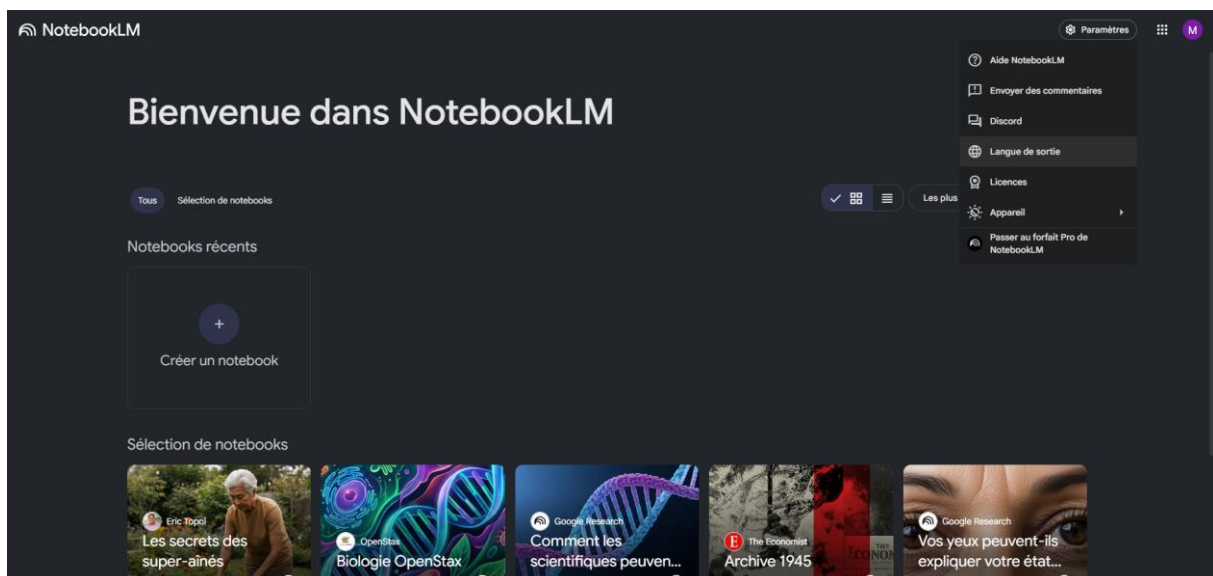 NotebookLM
Paramètres
M
Aide NotebookLM
Envoyer des commentaires
Discord
Langue de sortie
Licences
Appareil
Passer au forfait Pro de
NotebookLM
Bienvenue dans NotebookLM
Tous
Sélection de notebooks
Les plus
Notebooks récents
+
Créer un notebook
Sélection de notebooks
Eric Topol
Les secrets des
super-aînés
OpenStax
Biologie OpenStax
Google Research
Comment les
scientifiques peuven...
E
The Economist
Archive 1945
THE
ECONO
Google Research
Vos yeux peuvent-ils
expliquer votre état...